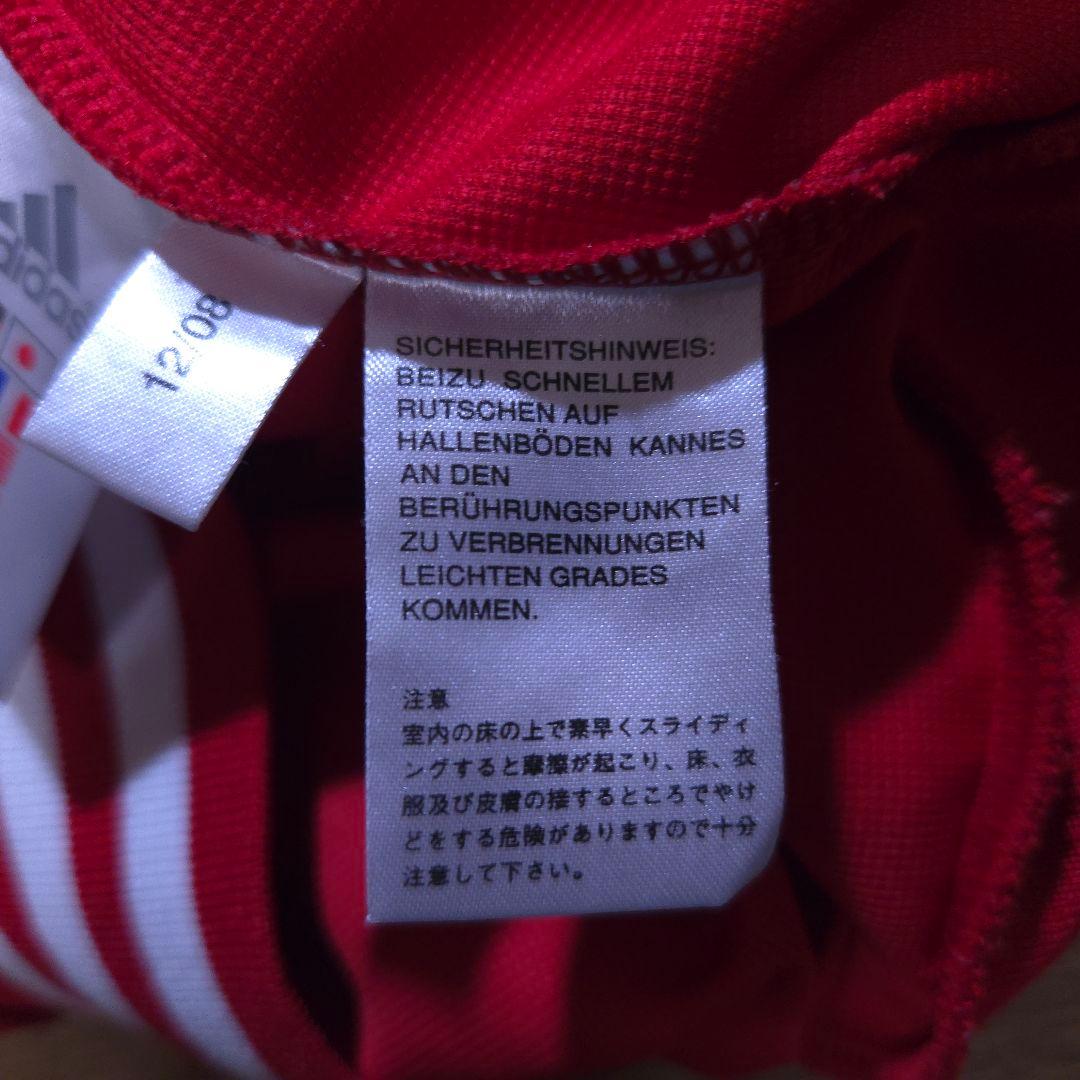 adidas
12/08
SICHERHEITSHINWEIS:
BEIZU SCHNELLEM
RUTSCHEN AUF
HALLENBÖDEN KANNES
AN DEN
BERÜHRUNGSPUNKTEN
ZU VERBRENNUNGEN
LEICHTEN GRADES
KOMMEN.
注意
室内の床の上で素早くスライディ
ングすると摩擦が起こり、床、衣
服及び皮膚の接するところでやけ
どをする危険がありますので十分
注意して下さい。